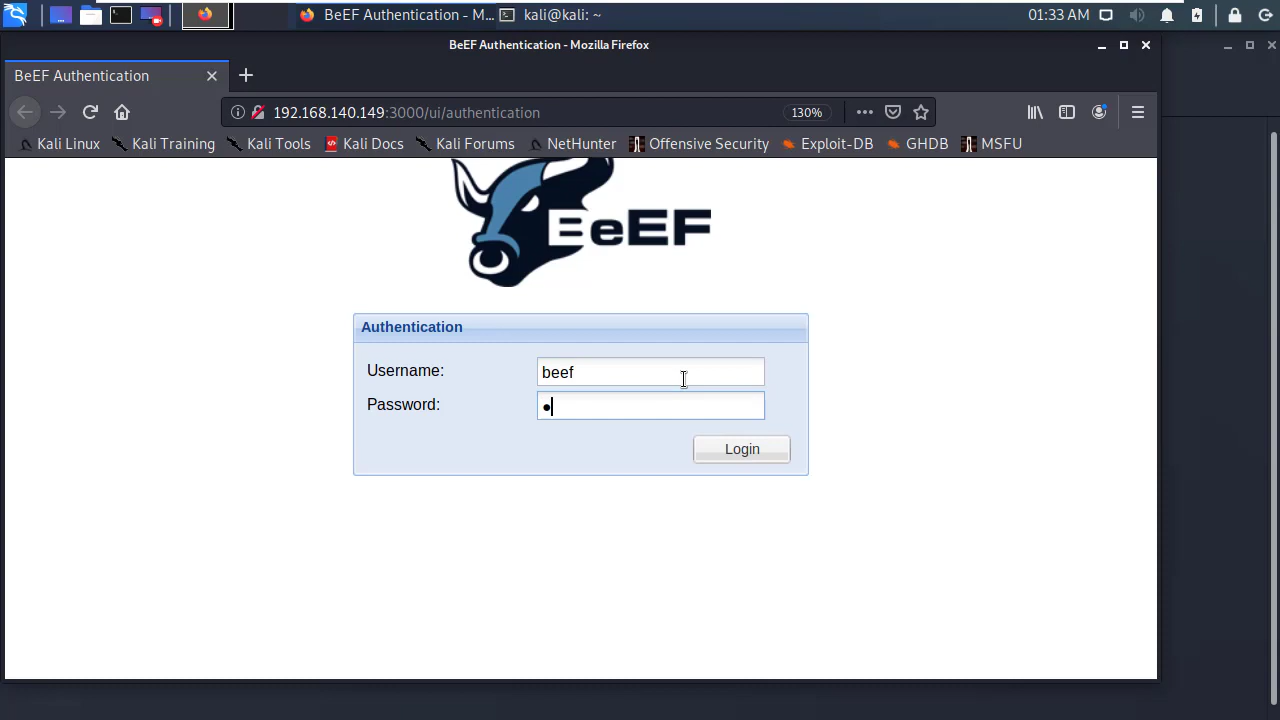 BeEF Authentication - M... kali@kali: ~ 01:33 AM
BeEF Authentication - Mozilla Firefox
BeEF Authentication
192.168.140.149:3000/ui/authentication 130%
Kali Linux Kali Training Kali Tools Kali Docs Kali Forums NetHunter Offensive Security Exploit-DB GHDB MSFU
BeEF
Authentication
Username: beef
Password: ●
Login